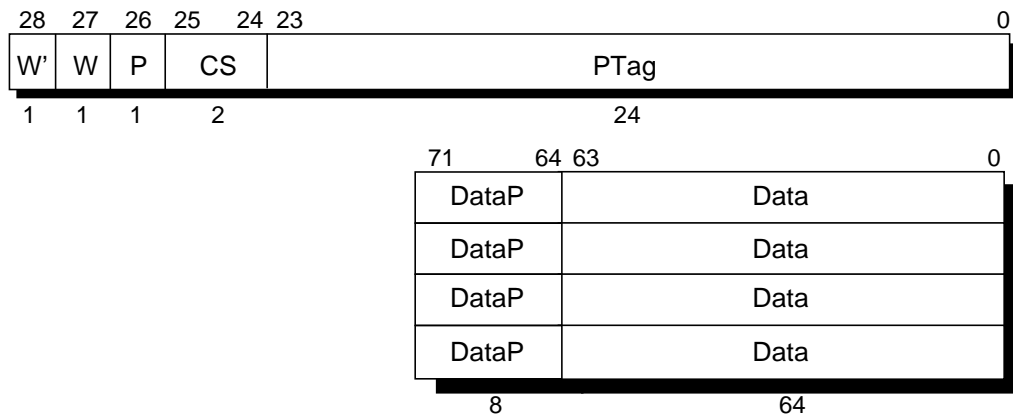 28 27 26 25 24 23 0
W’ W P CS PTag
1 1 1 2 24
71 64 63 0
DataP Data
DataP Data
DataP Data
DataP Data
8 64